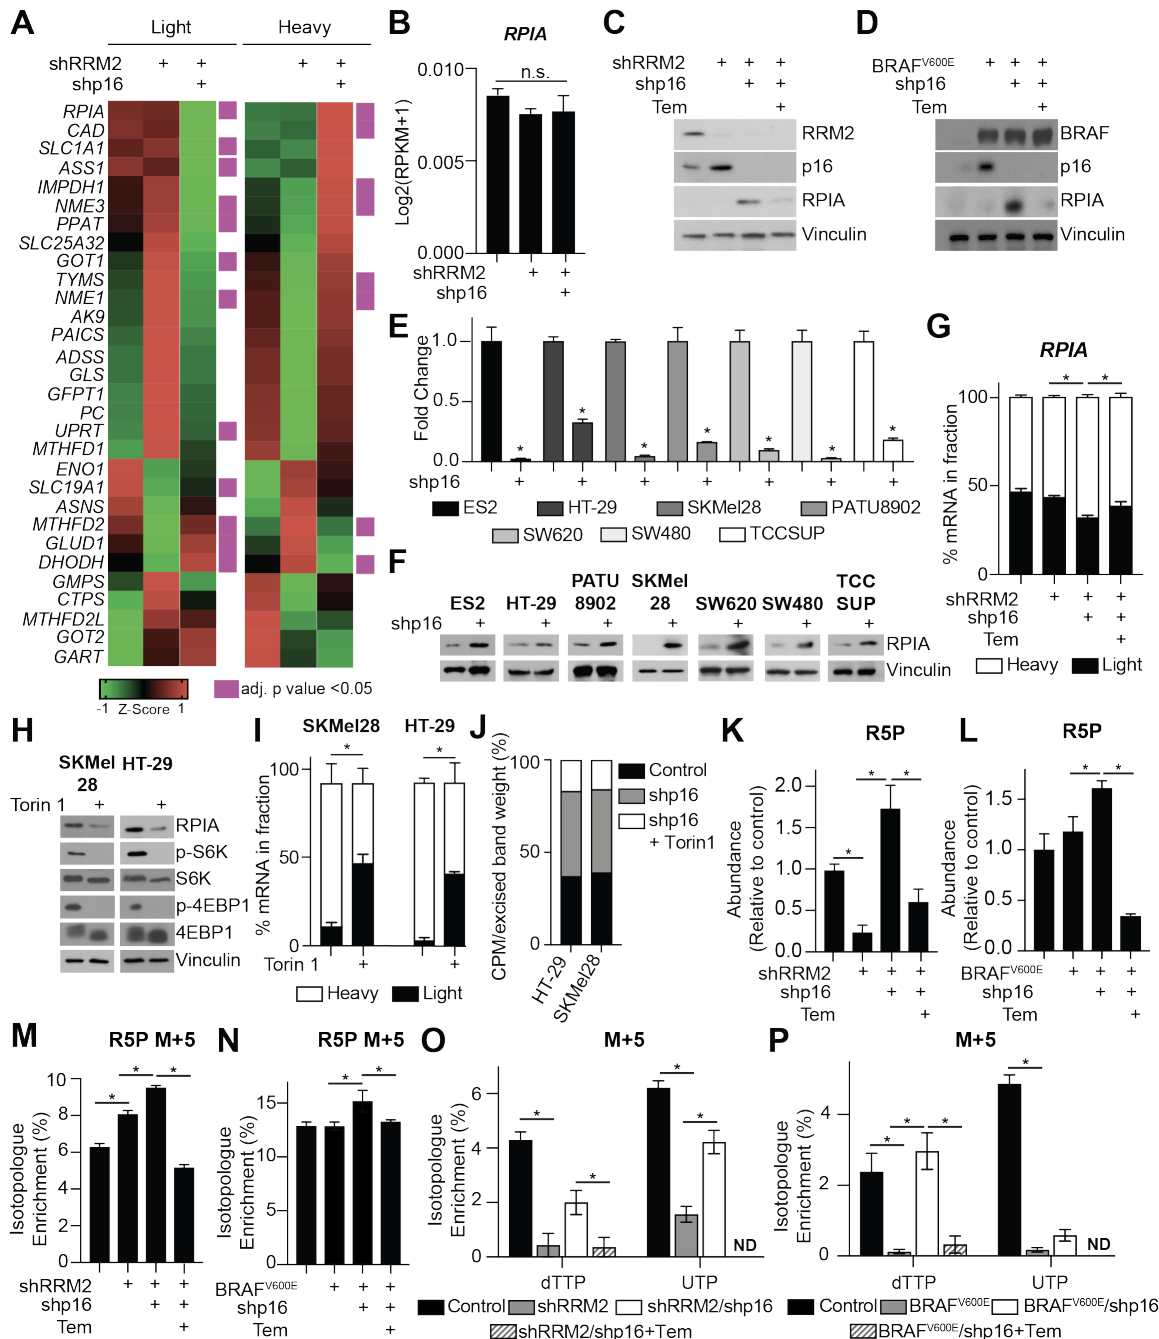 A
Light
Heavy
shRRM2 + + + +
shp16 + +
RPIA
CAD
SLC1A1
ASS1
IMPDH1
NME3
PPAT
SLC25A32
GOT1
TYMS
NME1
AK9
PAICS
ADSS
GLS
GFPT1
PC
UPRT
MTHFD1
ENO1
SLC19A1
ASNS
MTHFD2
GLUD1
DHODH
GMPS
CTPS
MTHFD2L
GOT2
GART
-1 Z-Score 1
adj. p value <0.05
B
RPIA
n.s.
Log2(RPKM+1)
0.010
0.005
0.000
shRRM2 + +
shp16 +
C
shRRM2 + + +
shp16 + +
Tem +
RRM2
p16
RPIA
Vinculin
D
BRAFV600E + + +
shp16 + +
Tem +
BRAF
p16
RPIA
Vinculin
E
Fold Change
1.0
0.5
0.0
* * * * * * *
shp16 + + + + + + +
ES2 HT-29 SKMel28 PATU8902
SW620 SW480 TCCSUP
F
ES2 HT-29 PATU 8902 SKMel 28 SW620 SW480 TCC SUP
shp16 + + + + + + +
RPIA
Vinculin
G
RPIA
* *
% mRNA in fraction
100
50
0
shRRM2 + + +
shp16 + +
Tem +
Heavy Light
H
SKMel 28 HT-29
Torin 1 + +
RPIA
p-S6K
S6K
p-4EBP1
4EBP1
Vinculin
I
SKMel28 HT-29
* *
% mRNA in fraction
100
50
0
Torin 1 + +
Heavy Light
J
CPM/excised band weight (%)
100
50
0
HT-29
SKMel28
Control
shp16
shp16
+ Torin1
K
R5P
* * *
Abundance
(Relative to control)
2.0
1.5
1.0
0.5
0.0
shRRM2 + + +
shp16 + +
Tem +
L
R5P
* *
Abundance
(Relative to control)
1.5
1.0
0.5
0.0
BRAFV600E + + +
shp16 + +
Tem +
M
R5P M+5
* * *
Isotopologue
Enrichment (%)
10
8
6
4
2
0
shRRM2 + + +
shp16 + +
Tem +
N
R5P M+5
* *
Isotopologue
Enrichment (%)
15
10
5
0
BRAFV600E + + +
shp16 + +
Tem +
O
M+5
* * * *
Isotopologue
Enrichment (%)
6
4
2
0
ND
dTTP UTP
Control shRRM2 shRRM2/shp16
shRRM2/shp16+Tem
P
M+5
* * * *
Isotopologue
Enrichment (%)
4
2
0
ND
dTTP UTP
Control BRAFV600E BRAFV600E/shp16
BRAFV600E/shp16+Tem